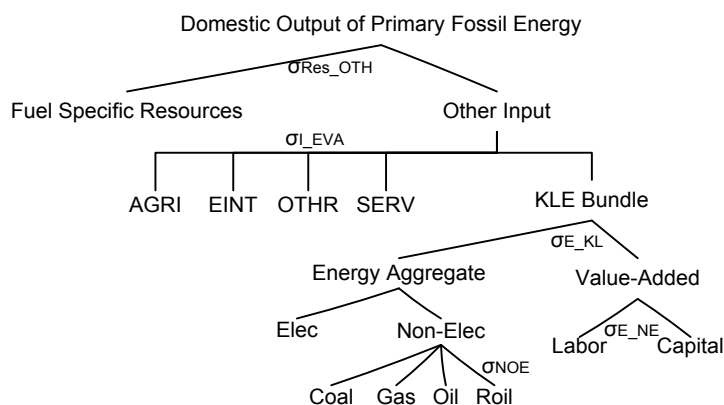 Domestic Output of Primary Fossil Energy
σRes_OTH
Fuel Specific Resources Other Input
σI_EVA
AGRI EINT OTHR SERV KLE Bundle
σE_KL
Energy Aggregate Value-Added
Elec Non-Elec σE_NE
Labor Capital
σNOE
Coal Gas Oil Roil